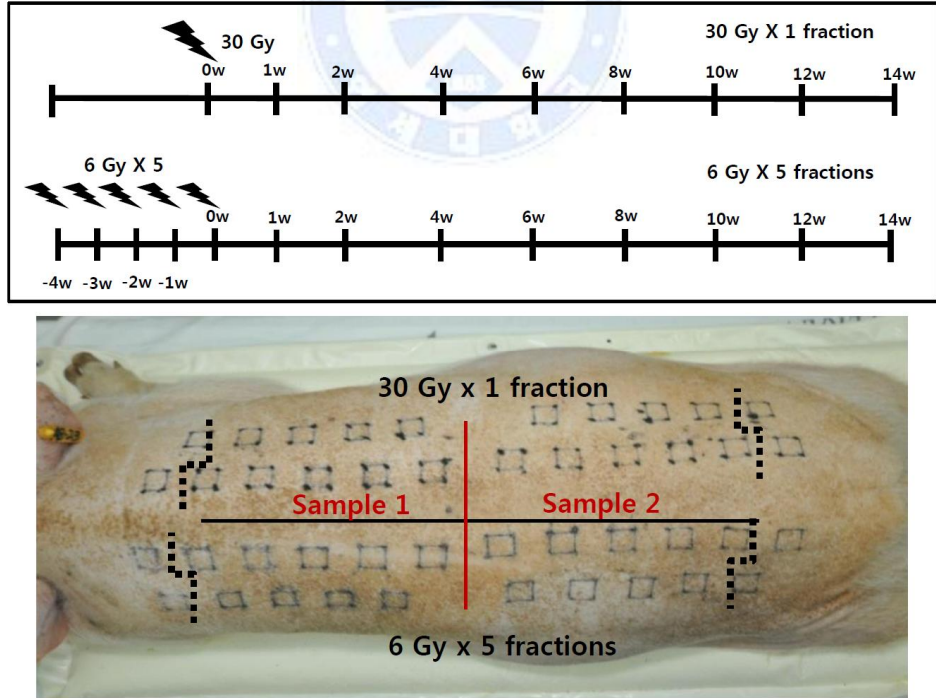 30 Gy
30 Gy X 1 fraction
0w 1w 2w 4w 6w 8w 10w 12w 14w
6 Gy X 5
6 Gy X 5 fractions
0w 1w 2w 4w 6w 8w 10w 12w 14w
-4w -3w -2w -1w
30 Gy x 1 fraction
Sample 1 Sample 2
6 Gy x 5 fractions